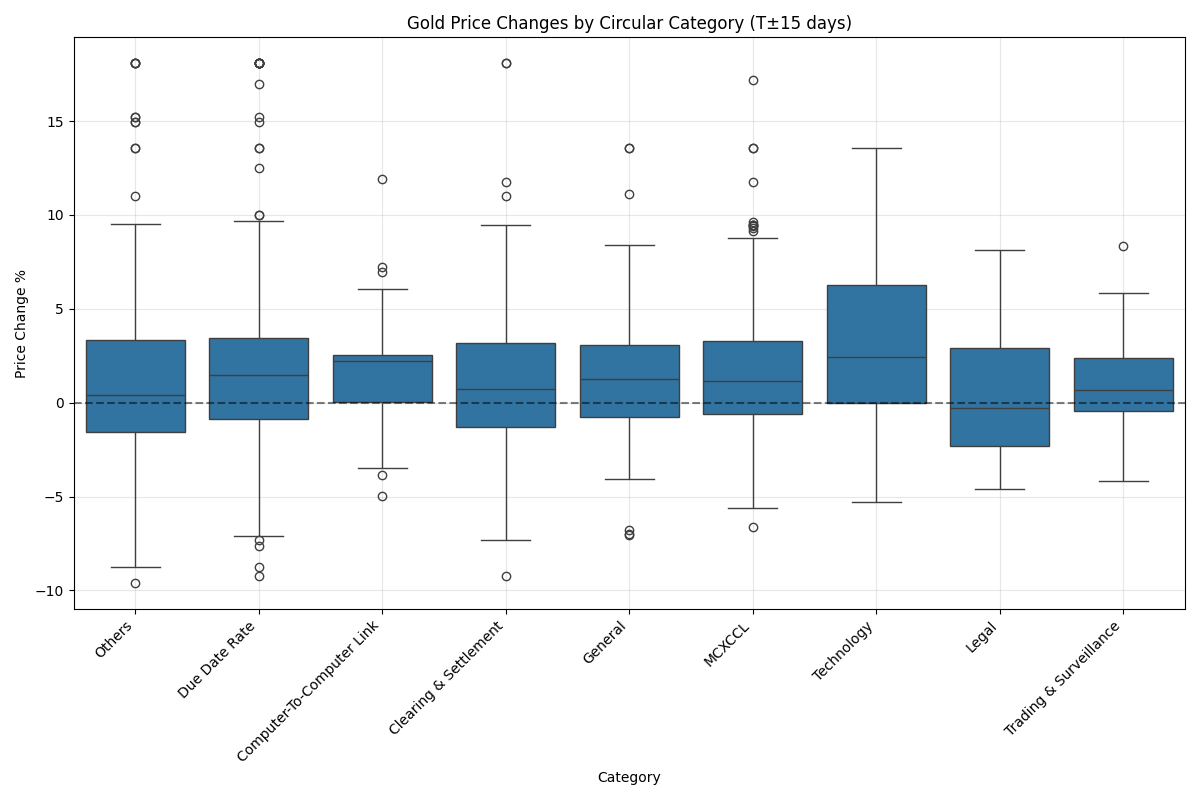 Gold Price Changes by Circular Category (T±15 days)
Price Change %
15
10
5
0
−5
−10
Others
Due Date Rate
Computer-To-Computer Link
Clearing & Settlement
General
MCXCCL
Technology
Legal
Trading & Surveillance
Category